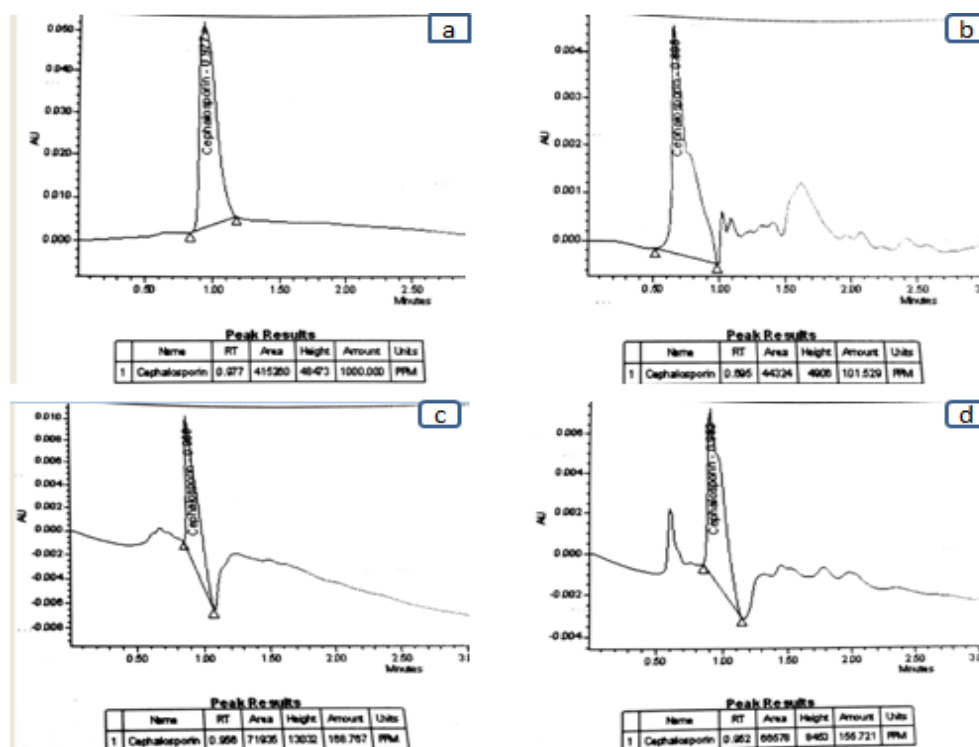 a
0.050
0.040
0.030
0.020
0.010
0.000
AU
Cephalosporin - 0.977
0.50 1.00 1.50 2.00 2.50
Minutes
Peak Results
Name RT Area Height Amount Units
1 Cephalosporin 0.977 415260 48473 1000.000 PPM
b
0.004
0.003
0.002
0.001
0.000
AU
Cephalosporin - 0.695
0.50 1.00 1.50 2.00 2.50
Minutes
Peak Results
Name RT Area Height Amount Units
1 Cephalosporin 0.695 44324 4906 101.529 PPM
c
0.010
0.008
0.006
0.004
0.002
0.000
-0.002
-0.004
-0.006
-0.008
AU
Cephalosporin
0.50 1.00 1.50 2.00 2.50
Minutes
Peak Results
Name RT Area Height Amount Units
1 Cephalosporin 71935 168.767 PPM
d
0.006
0.004
0.002
0.000
-0.002
-0.004
AU
Cephalosporin
0.50 1.00 1.50 2.00 2.50
Minutes
Peak Results
Name RT Area Height Amount Units
1 Cephalosporin 0.952 8463 PPM